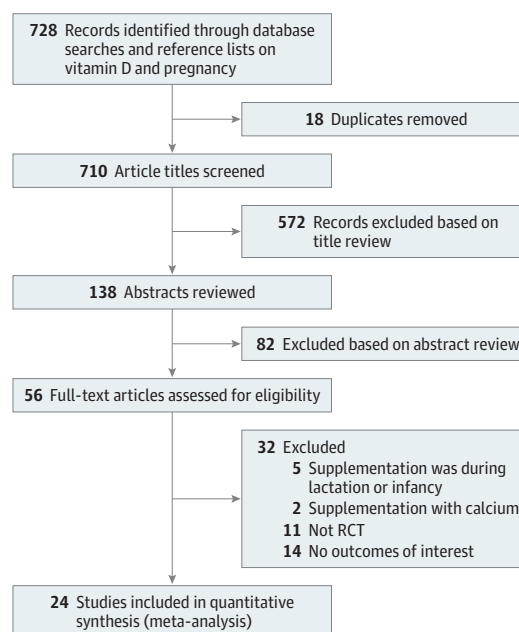 728 Records identified through database
searches and reference lists on
vitamin D and pregnancy
18 Duplicates removed
710 Article titles screened
572 Records excluded based on
title review
138 Abstracts reviewed
82 Excluded based on abstract review
56 Full-text articles assessed for eligibility
32 Excluded
5 Supplementation was during
lactation or infancy
2 Supplementation with calcium
11 Not RCT
14 No outcomes of interest
24 Studies included in quantitative
synthesis (meta-analysis)